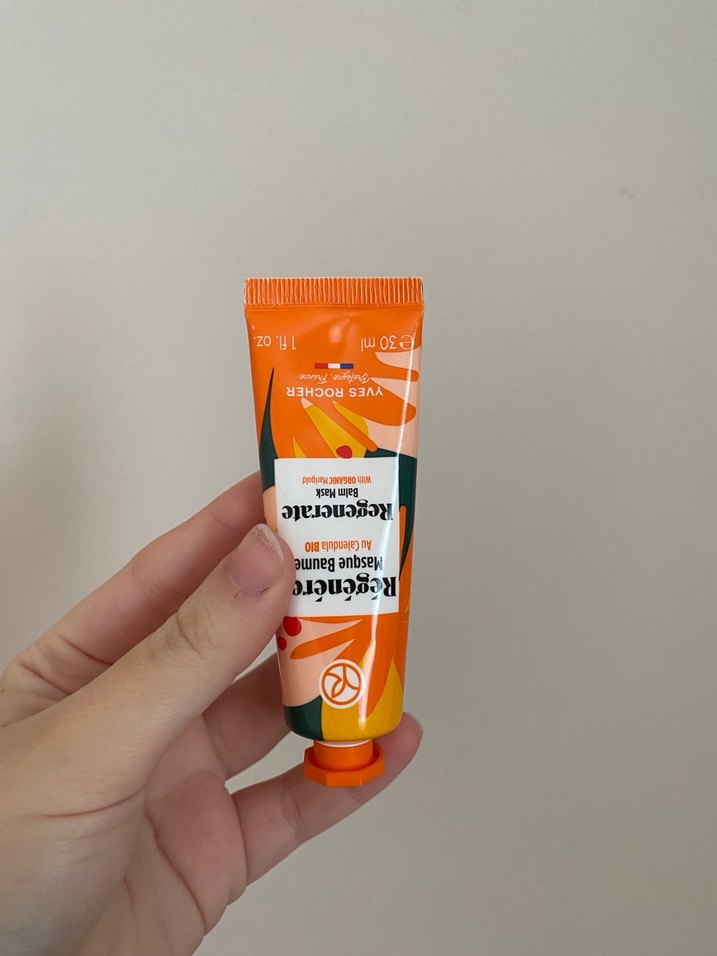 Régénère
Masque Baume
Au Calendula BIO
Regenerate
Balm Mask
With ORGANIC Marigold
YVES ROCHER
Bretagne, France
e 30 ml 1 fl. oz.